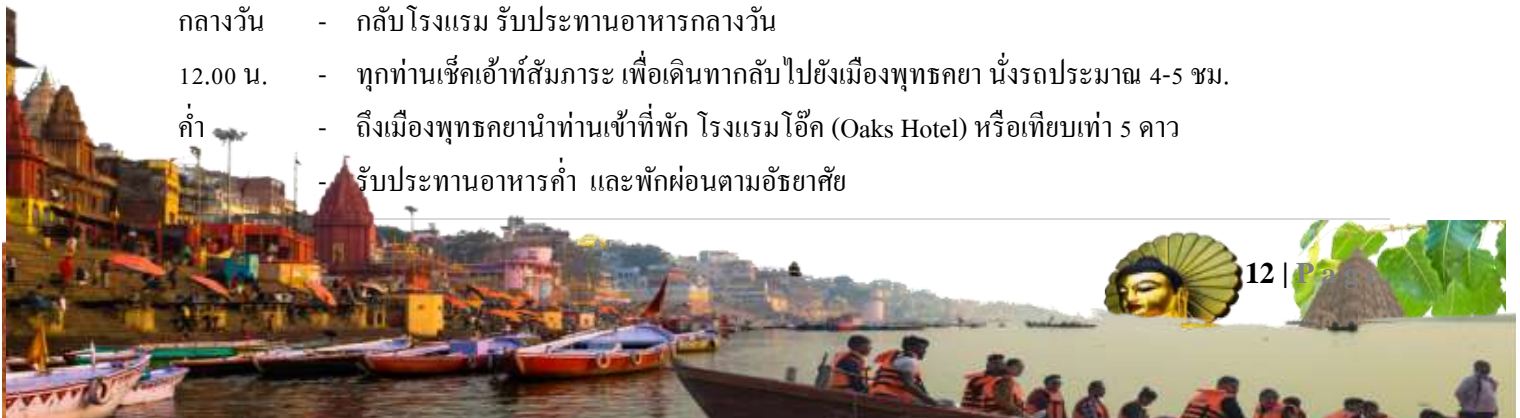 กลางวัน - กลับโรงแรม รับประทานอาหารกลางวัน
12.00 น. - ทุกท่านเช็คเอ้าท์สัมภาระ เพื่อเดินทากลับไปยังเมืองพุทธคยา นั่งรถประมาณ 4-5 ชม.
ค่ำ - ถึงเมืองพุทธคยานำท่านเข้าที่พัก โรงแรมโอ๊ค (Oaks Hotel) หรือเทียบเท่า 5 ดาว
- รับประทานอาหารค่ำ และพักผ่อนตามอัธยาศัย
12 | P a